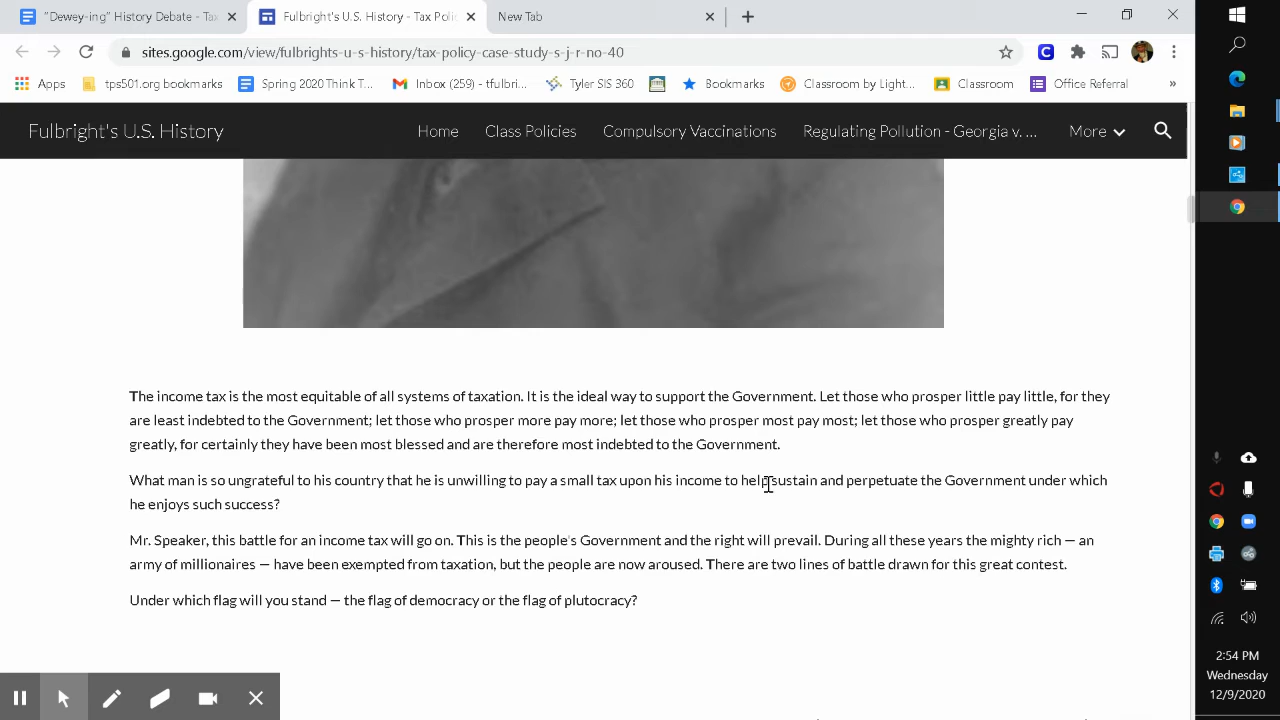 "Dewey-ing" History Debate - Tax
Fulbright's U.S. History - Tax Poli
New Tab
sites.google.com/view/fulbrights-u-s-history/tax-policy-case-study-s-j-r-no-40
Apps
tps501.org bookmarks
Spring 2020Think T...
Inbox (259) - tfulbri...
Tyler SIS 360
Bookmarks
Classroom by Light...
Classroom
Office Referral
»
Fulbright's U.S. History
Home
Class Policies
Compulsory Vaccinations
Regulating Pollution - Georgia v. ...
More
The income tax is the most equitable of all systems of taxation. It is the ideal way to support the Government. Let those who prosper little pay little, for they
are least indebted to the Government; let those who prosper more pay more; let those who prosper most pay most; let those who prosper greatly pay
greatly, for certainly they have been most blessed and are therefore most indebted to the Government.
What man is so ungrateful to his country that he is unwilling to pay a small tax upon his income to help sustain and perpetuate the Government under which
he enjoys such success?
Mr. Speaker, this battle for an income tax will go on. This is the people's Government and the right will prevail. During all these years the mighty rich — an
army of millionaires — have been exempted from taxation, but the people are now aroused. There are two lines of battle drawn for this great contest.
Under which flag will you stand — the flag of democracy or the flag of plutocracy?
2:54 PM
Wednesday
12/9/2020